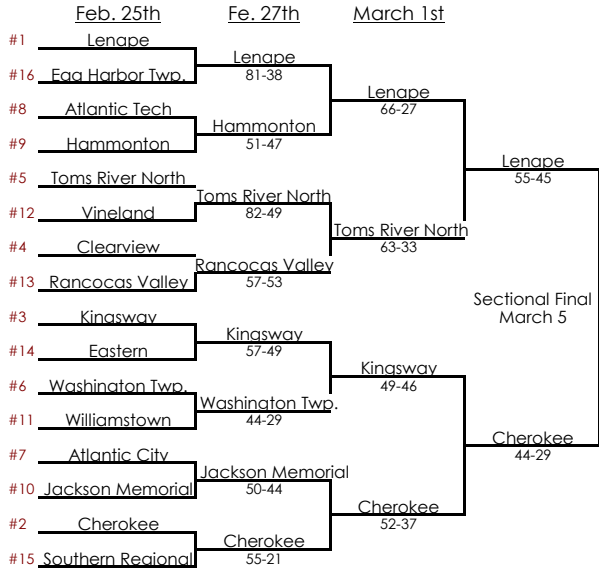 Feb. 25th Fe. 27th March 1st
#1 Lenape
Lenape
#16 Egg Harbor Twp. 81-38
Lenape
#8 Atlantic Tech 66-27
Hammonton
#9 Hammonton 51-47
Lenape
#5 Toms River North 55-45
Toms River North
#12 Vineland 82-49
Toms River North
#4 Clearview 63-33
Rancocas Valley
#13 Rancocas Valley 57-53
Sectional Final
#3 Kingsway March 5
Kingsway
#14 Eastern 57-49
Kingsway
#6 Washington Twp. 49-46
Washington Twp.
#11 Williamstown 44-29
Cherokee
#7 Atlantic City 44-29
Jackson Memorial
#10 Jackson Memorial 50-44
Cherokee
#2 Cherokee 52-37
Cherokee
#15 Southern Regional 55-21